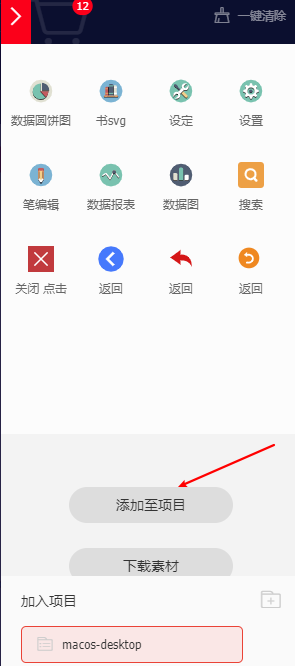 12
一键清除
数据圆饼图 书svg 设定 设置
笔编辑 数据报表 数据图 搜索
关闭 点击 返回 返回 返回
添加至项目
下载素材
加入项目
macos-desktop